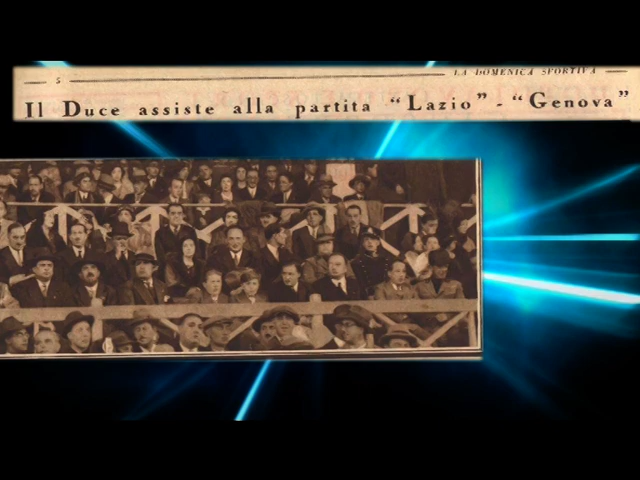 5
LA DOMENICA SPORTIVA
Il Duce assiste alla partita “Lazio” - “Genova”